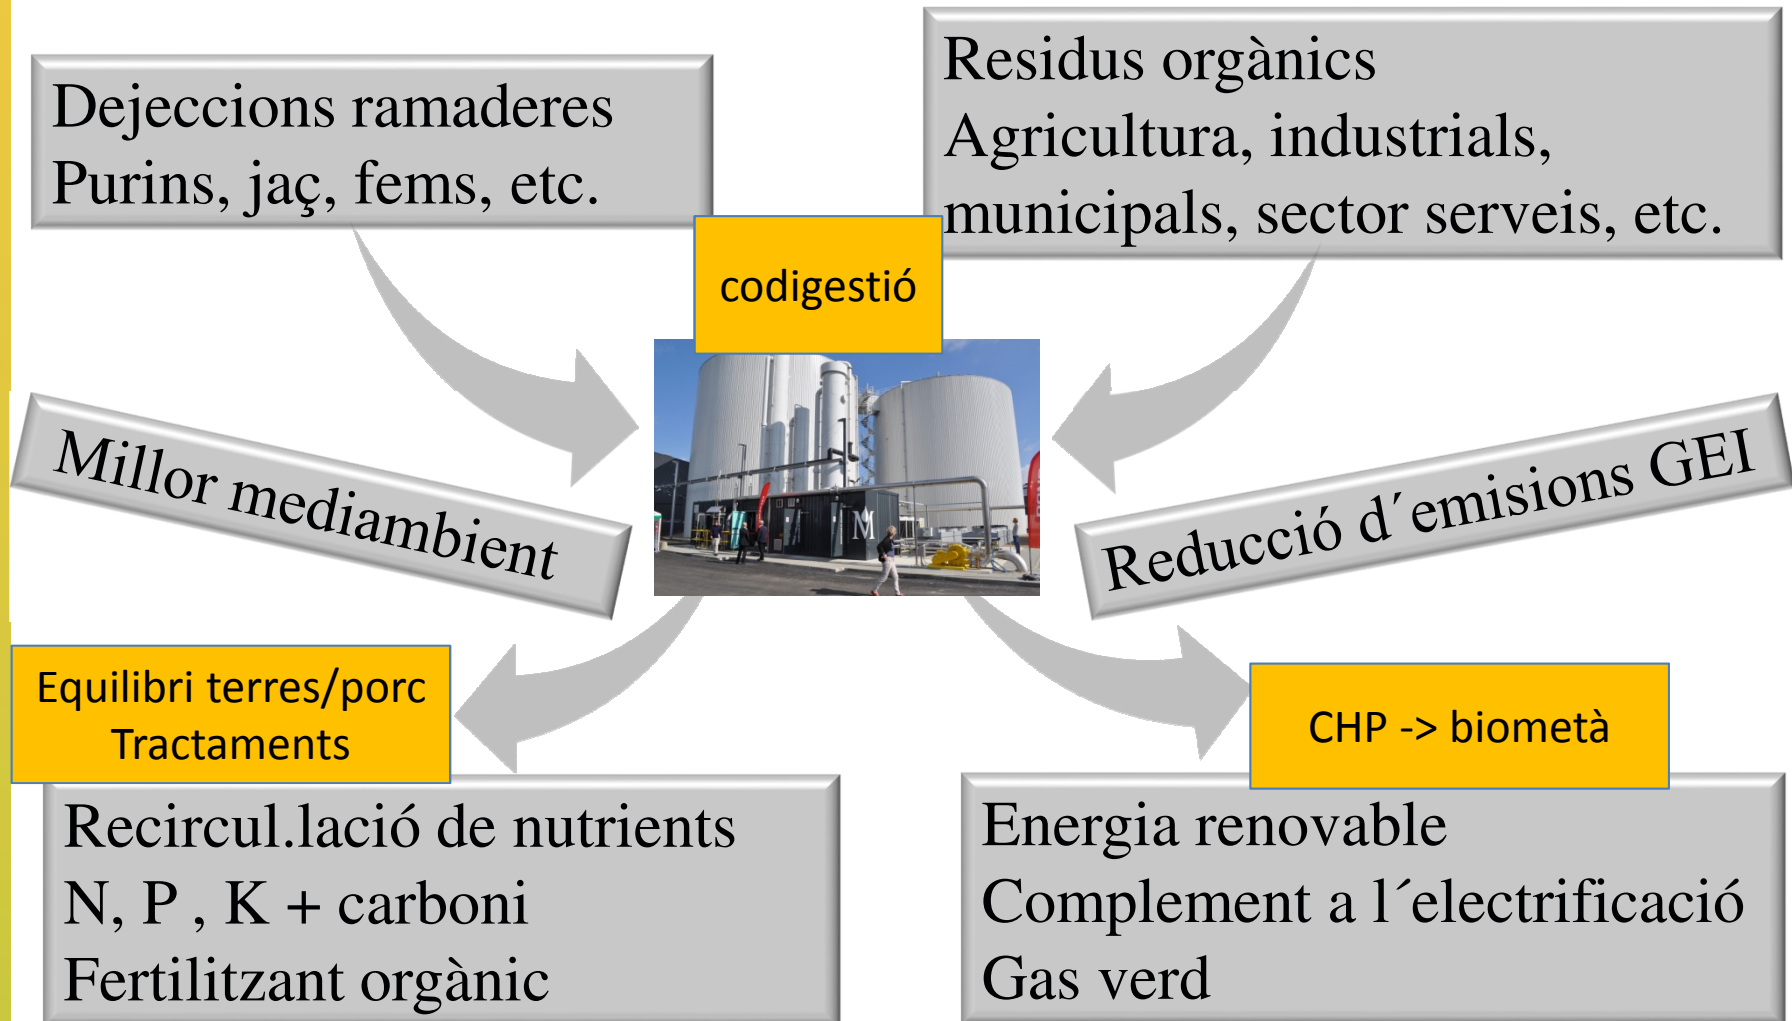 Dejeccions ramaderes
Purins, jaç, fems, etc.
Residus orgànics
Agricultura, industrials,
municipals, sector serveis, etc.
codigestió
Millor mediambient
Reducció d´emisions GEI
M
Equilibri terres/porc
Tractaments
CHP -> biometà
Recircul.lació de nutrients
N, P , K + carboni
Fertilitzant orgànic
Energia renovable
Complement a l´electrificació
Gas verd